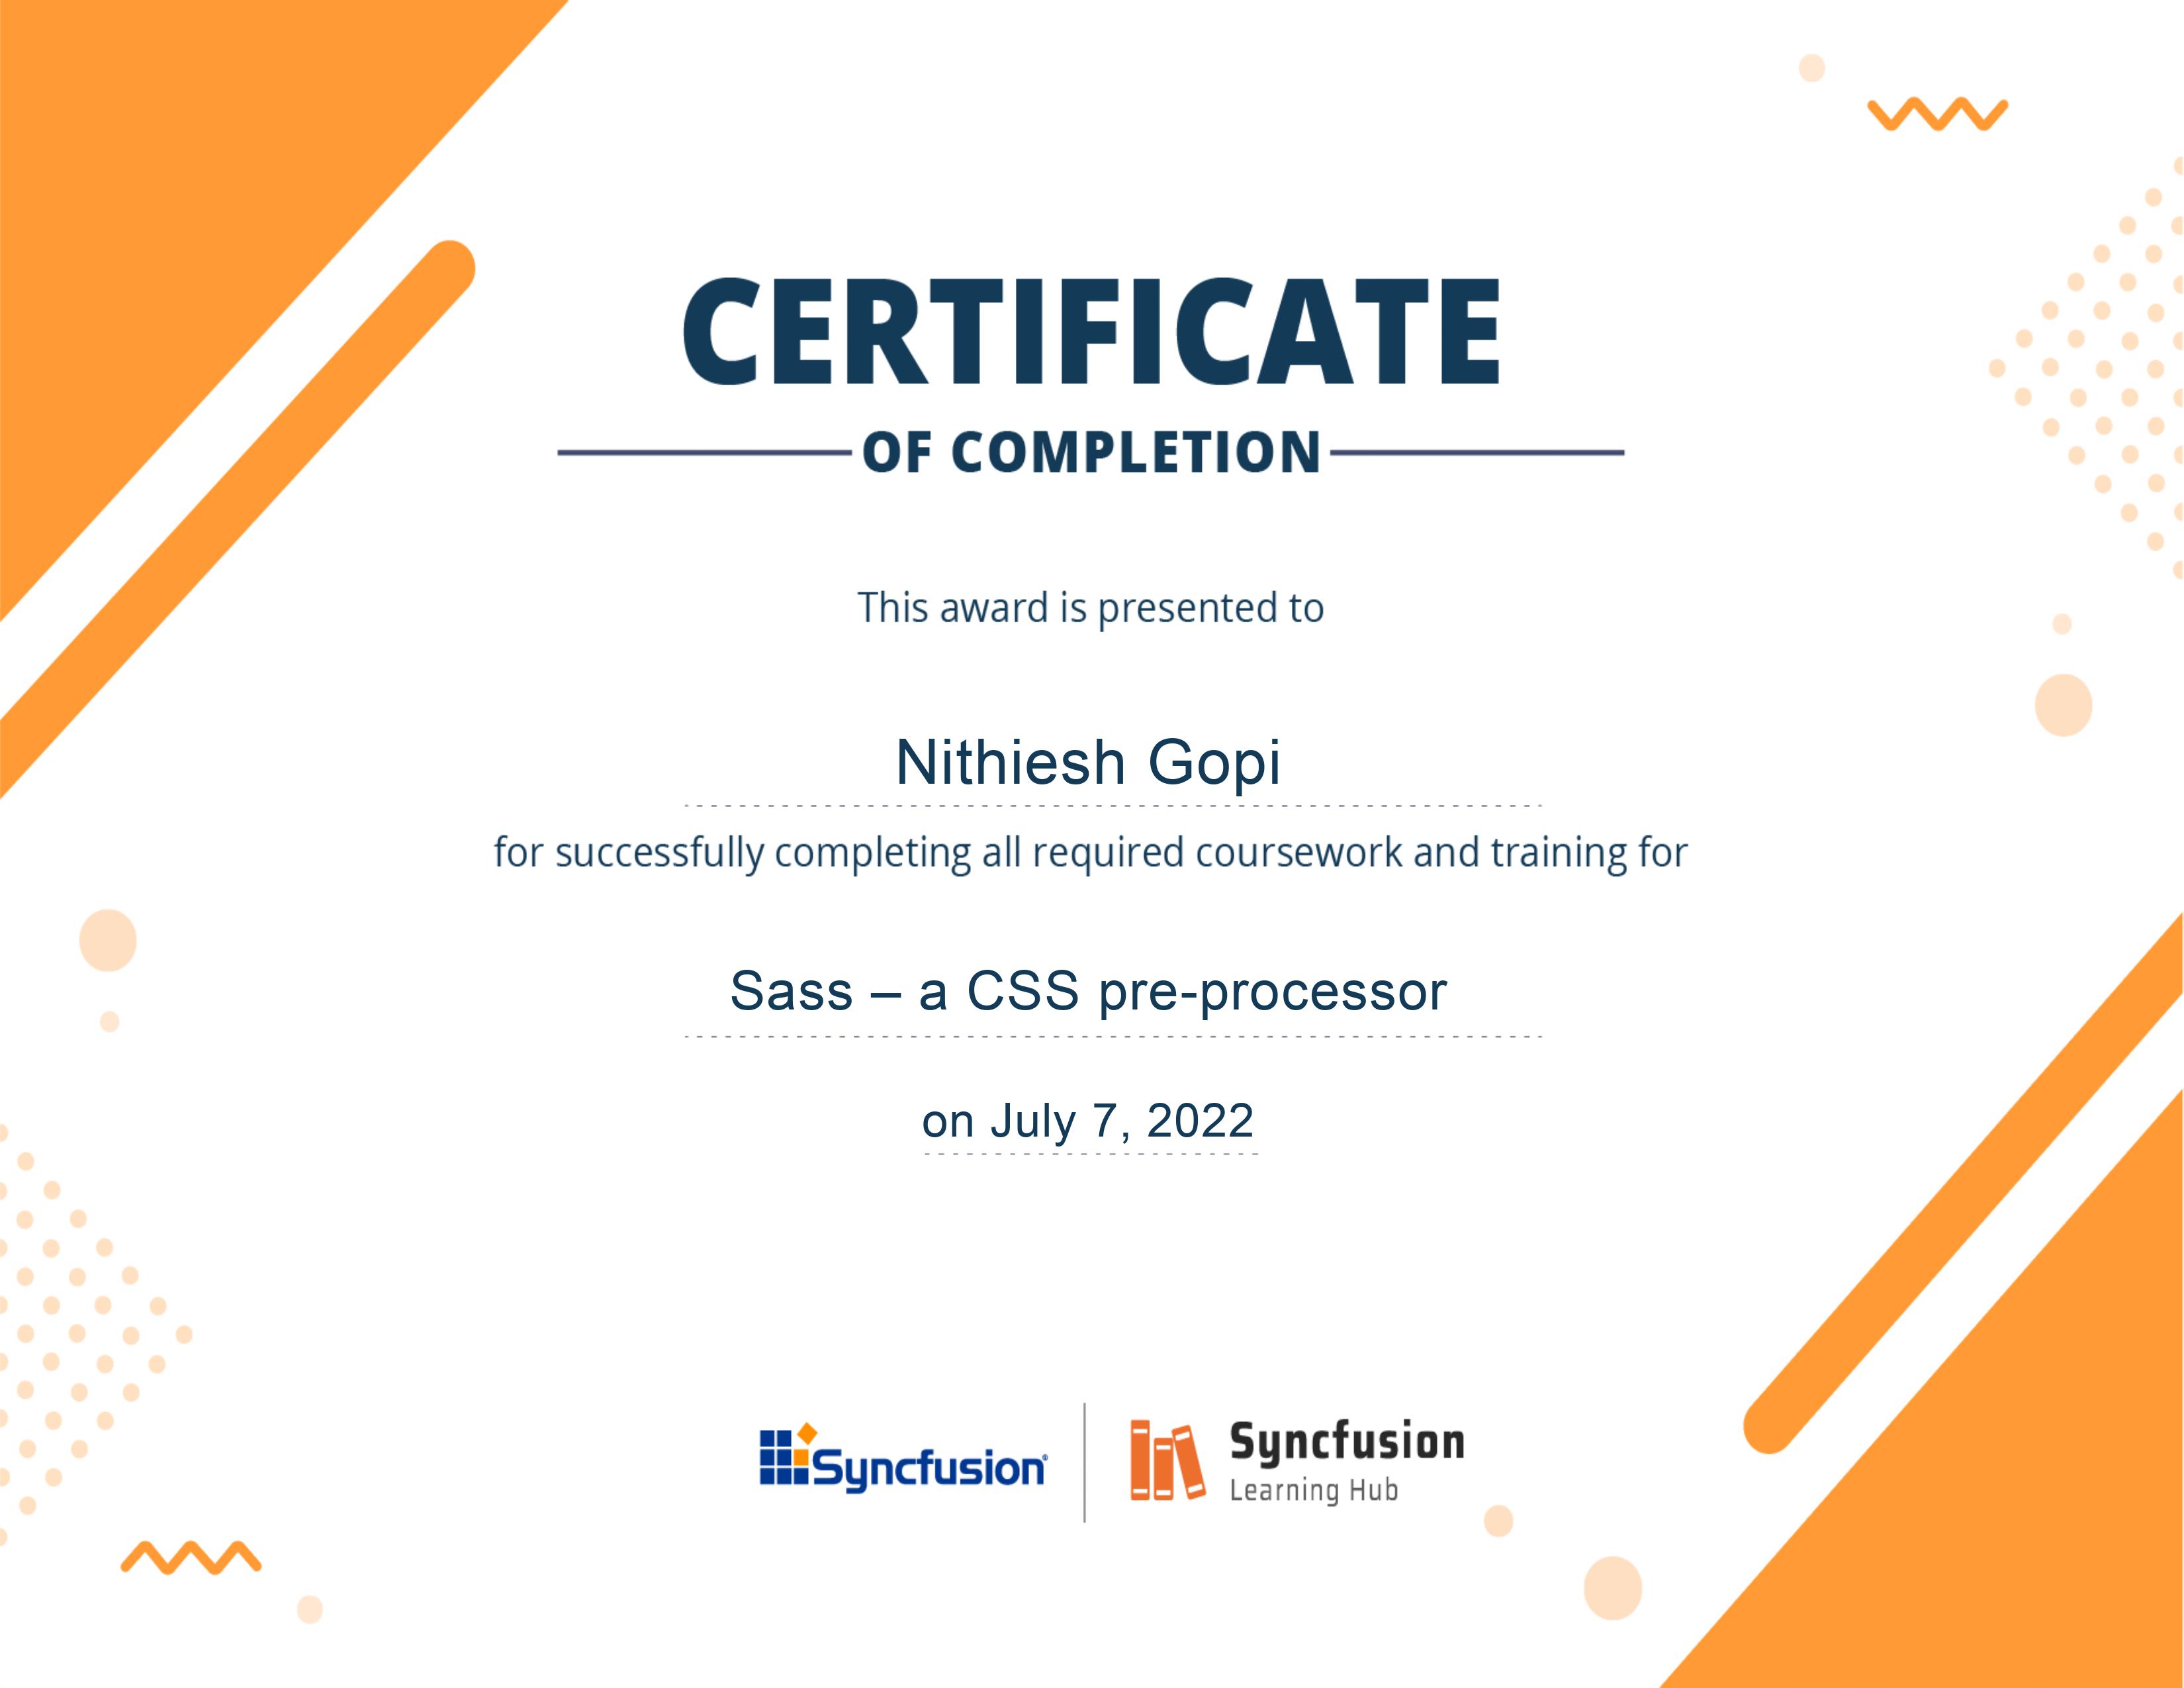 CERTIFICATE
OF COMPLETION
This award is presented to
Nithiesh Gopi
for successfully completing all required coursework and training for
Sass – a CSS pre-processor
on July 7, 2022
Syncfusion®
Syncfusion
Learning Hub